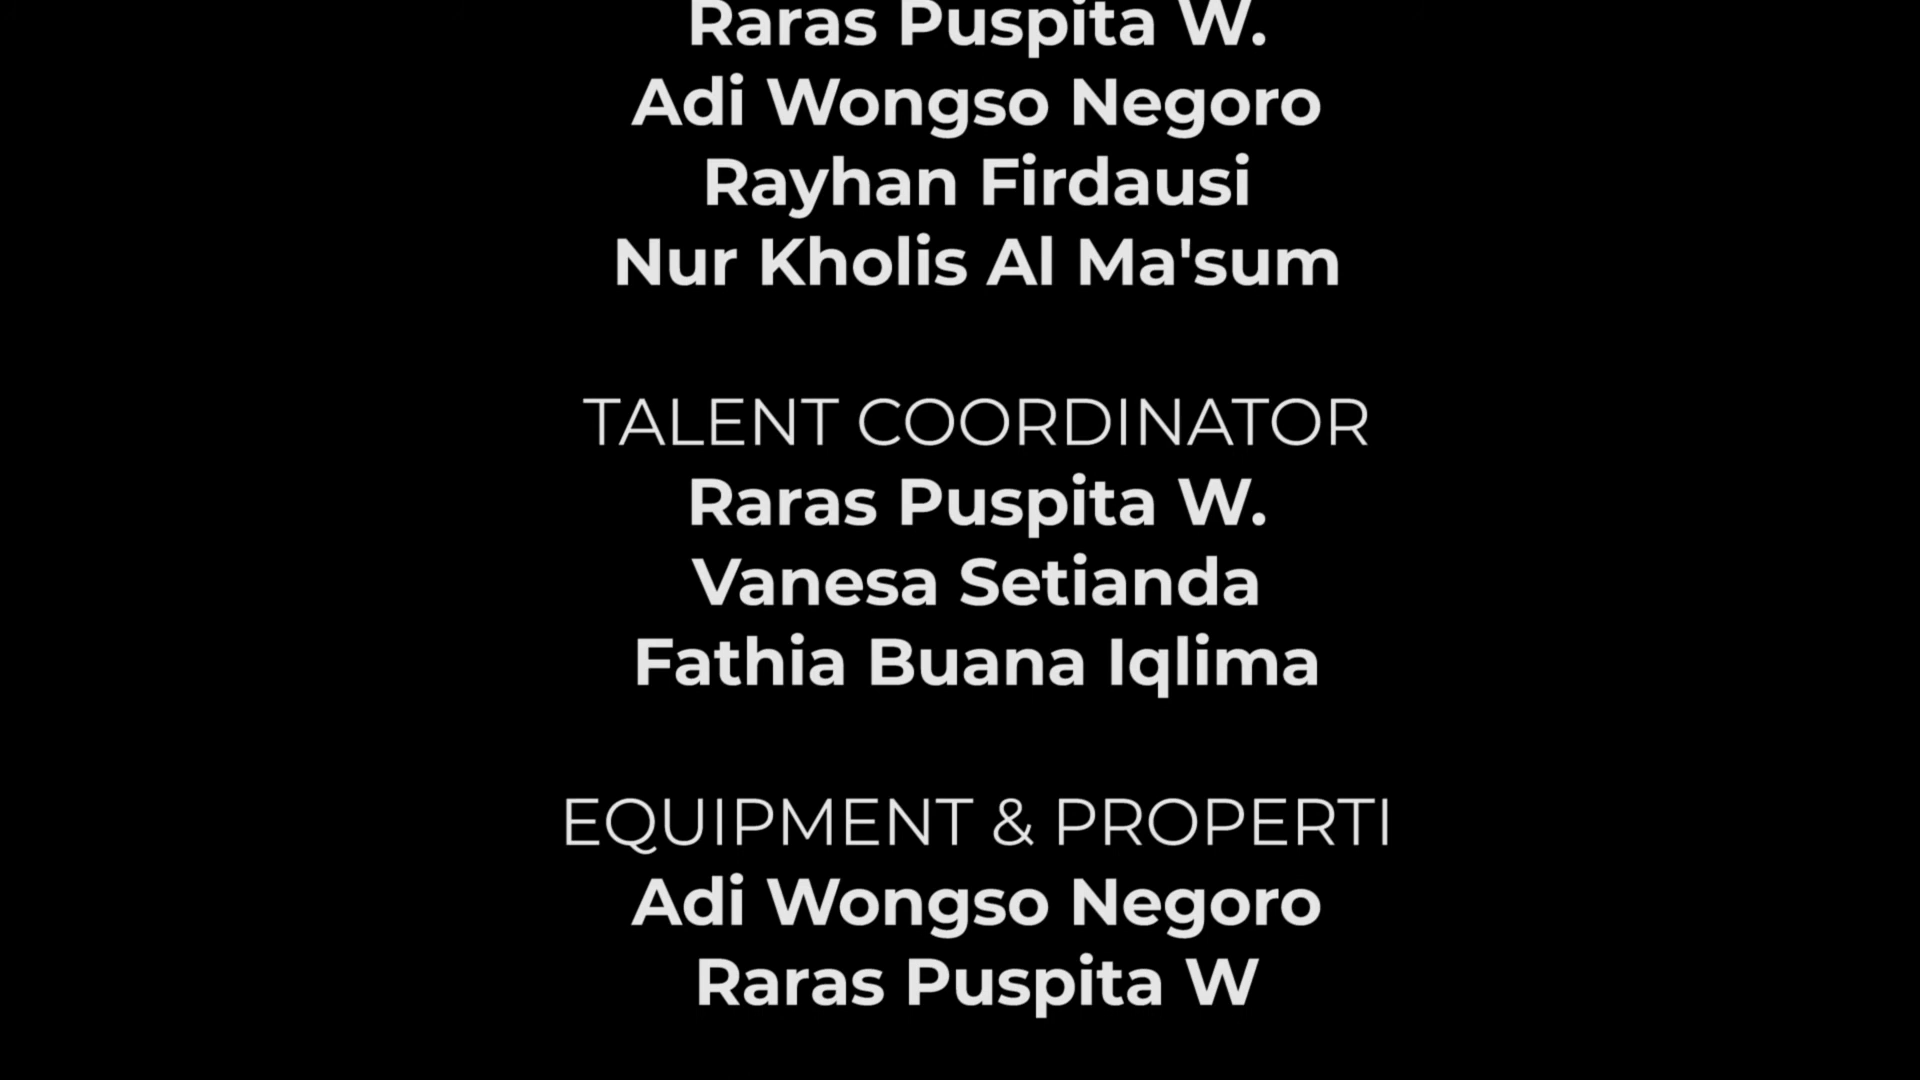 Raras Puspita W.
Adi Wongso Negoro
Rayhan Firdausi
Nur Kholis Al Ma'sum
TALENT COORDINATOR
Raras Puspita W.
Vanesa Setianda
Fathia Buana Iqlima
EQUIPMENT & PROPERTI
Adi Wongso Negoro
Raras Puspita W